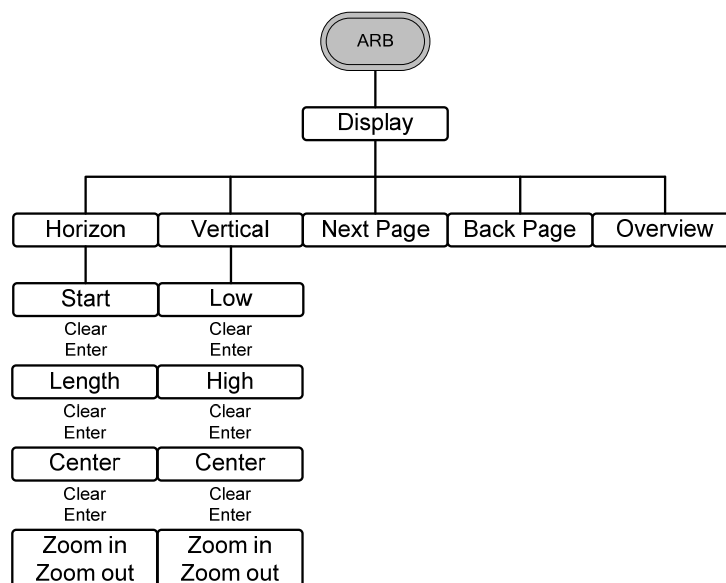 ARB
Display
Horizon Vertical Next Page Back Page Overview
Start Low
Clear Clear
Enter Enter
Length High
Clear Clear
Enter Enter
Center Center
Clear Clear
Enter Enter
Zoom in Zoom in
Zoom out Zoom out